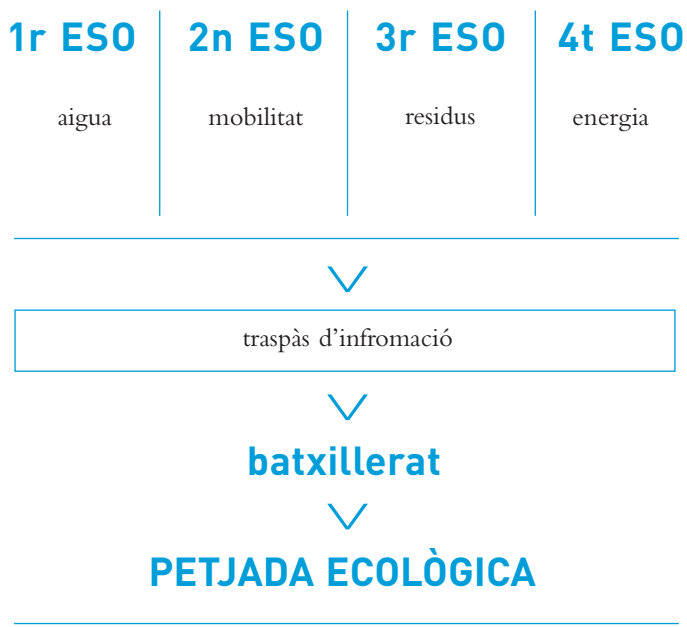 1r ESO 2n ESO 3r ESO 4t ESO
aigua mobilitat residus energia
traspàs d’infromació
batxillerat
PETJADA ECOLÒGICA